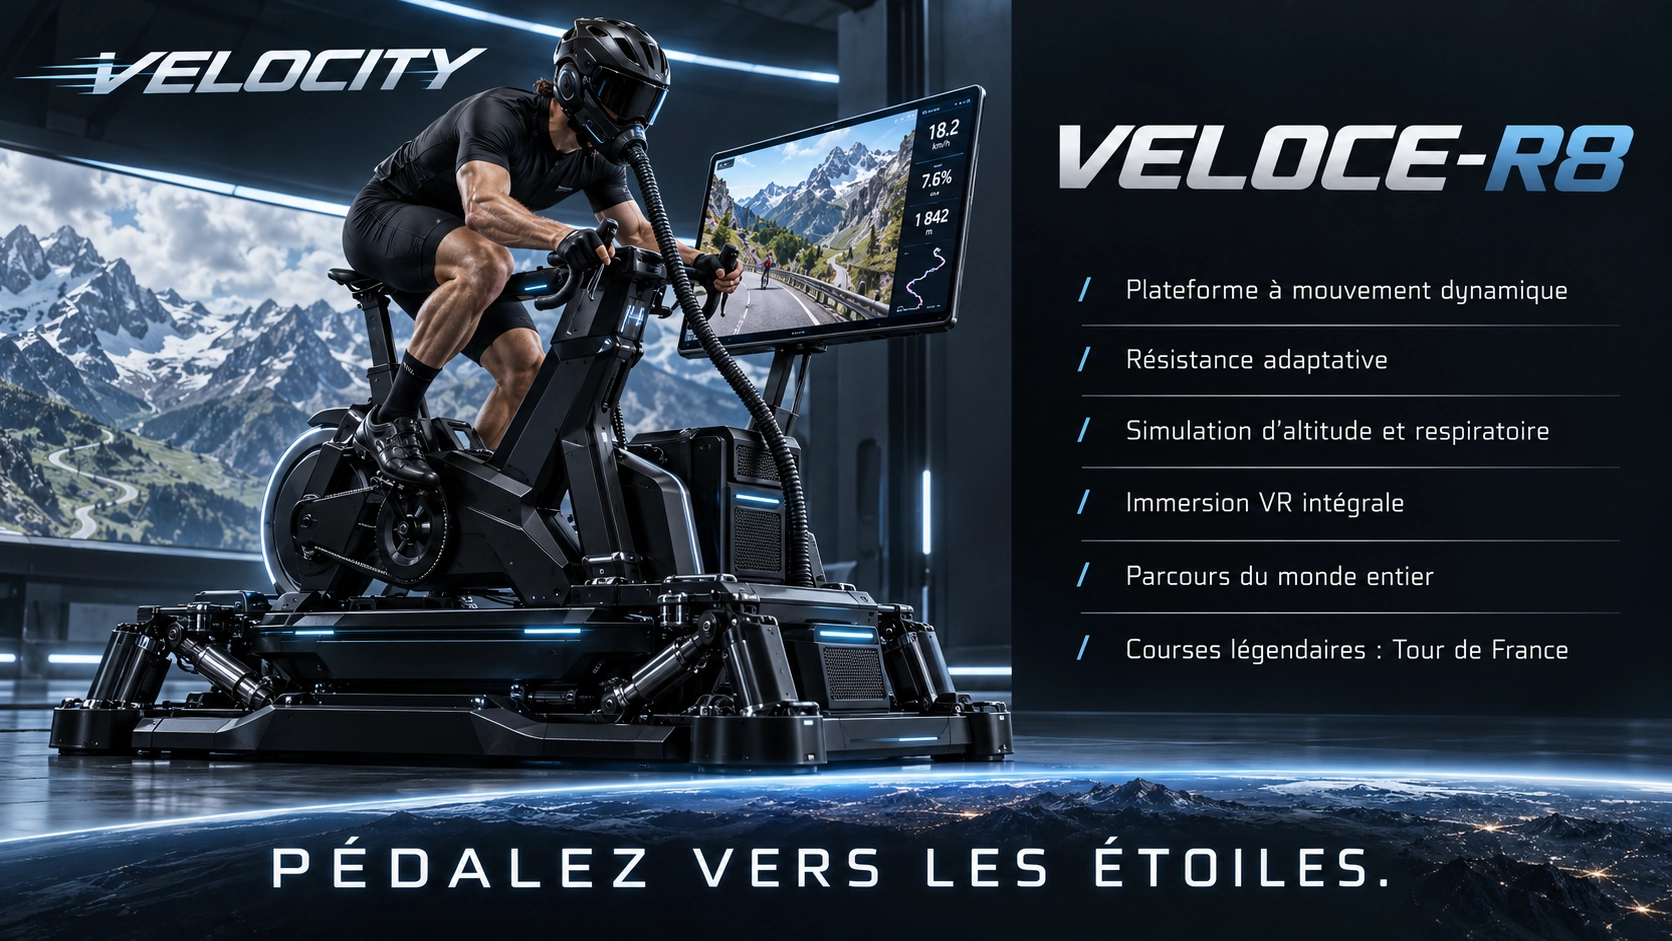 VELOCITY
18.2
km/h
7.6%
1 842
m
VELOCE-R8
/ Plateforme à mouvement dynamique
/ Résistance adaptative
/ Simulation d’altitude et respiratoire
/ Immersion VR intégrale
/ Parcours du monde entier
/ Courses légendaires : Tour de France
PÉDALEZ VERS LES ÉTOILES.